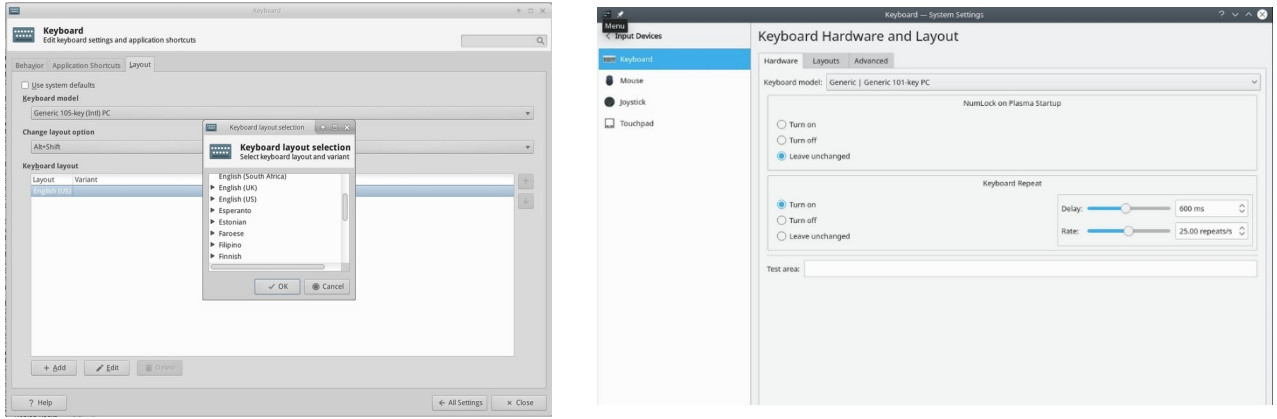 Keyboard
Keyboard
Edit keyboard settings and application shortcuts
Behavior Application Shortcuts Layout
Use system defaults
Keyboard model
Generic 105-key (Intl) PC
Change layout option
Alt+Shift
Keyboard layout
Layout Variant
English (US)
Keyboard layout selection
Keyboard layout selection
Select keyboard layout and variant
English (South Africa)
English (UK)
English (US)
Esperanto
Estonian
Faroese
Filipino
Finnish
OK Cancel
Add Edit Delete
? Help All Settings Close
Keyboard — System Settings
Menu
Input Devices
Keyboard
Mouse
Joystick
Touchpad
Keyboard Hardware and Layout
Hardware Layouts Advanced
Keyboard model: Generic | Generic 101-key PC
NumLock on Plasma Startup
Turn on
Turn off
Leave unchanged
Keyboard Repeat
Turn on
Turn off
Leave unchanged
Delay: 600 ms
Rate: 25.00 repeats/s
Test area: